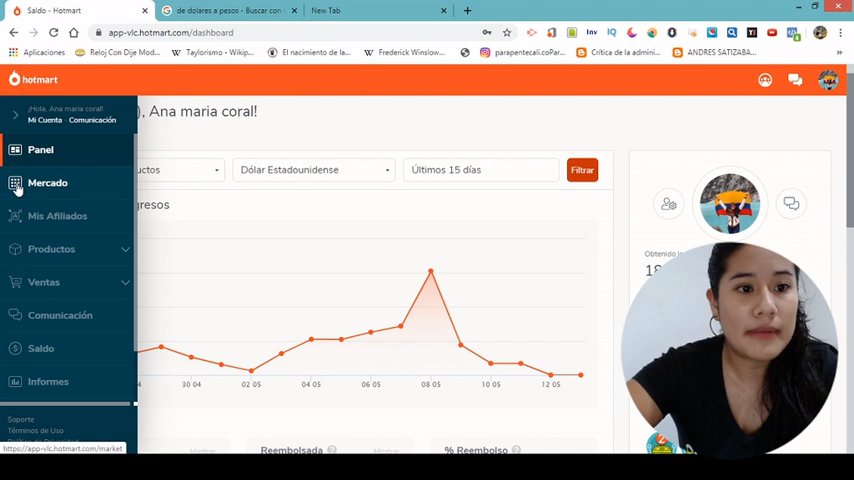 Saldo - Hotmart
de dolares a pesos - Buscar con
New Tab
app-vlc.hotmart.com/dashboard
Aplicaciones
Reloj Con Dije Mod...
Taylorismo - Wikip...
El nacimiento de la...
Frederick Winslow...
Inv
parapentecali.coPar...
Crítica de la admini...
ANDRES SATIZABA...
hotmart
¡Hola, Ana maria coral!
Mi Cuenta - Comunicación
), Ana maria coral!
Panel
Mercado
Mis Afiliados
Productos
Ventas
Comunicación
Saldo
Informes
Soporte
Términos de Uso
https://app-vlc.hotmart.com/market
uctos
Dólar Estadounidense
Últimos 15 días
Filtrar
gresos
30 04
02 05
04 05
06 05
08 05
10 05
12 05
Mostrar
Reembolsada
Mostrar
% Reembolso
Obtenido
18